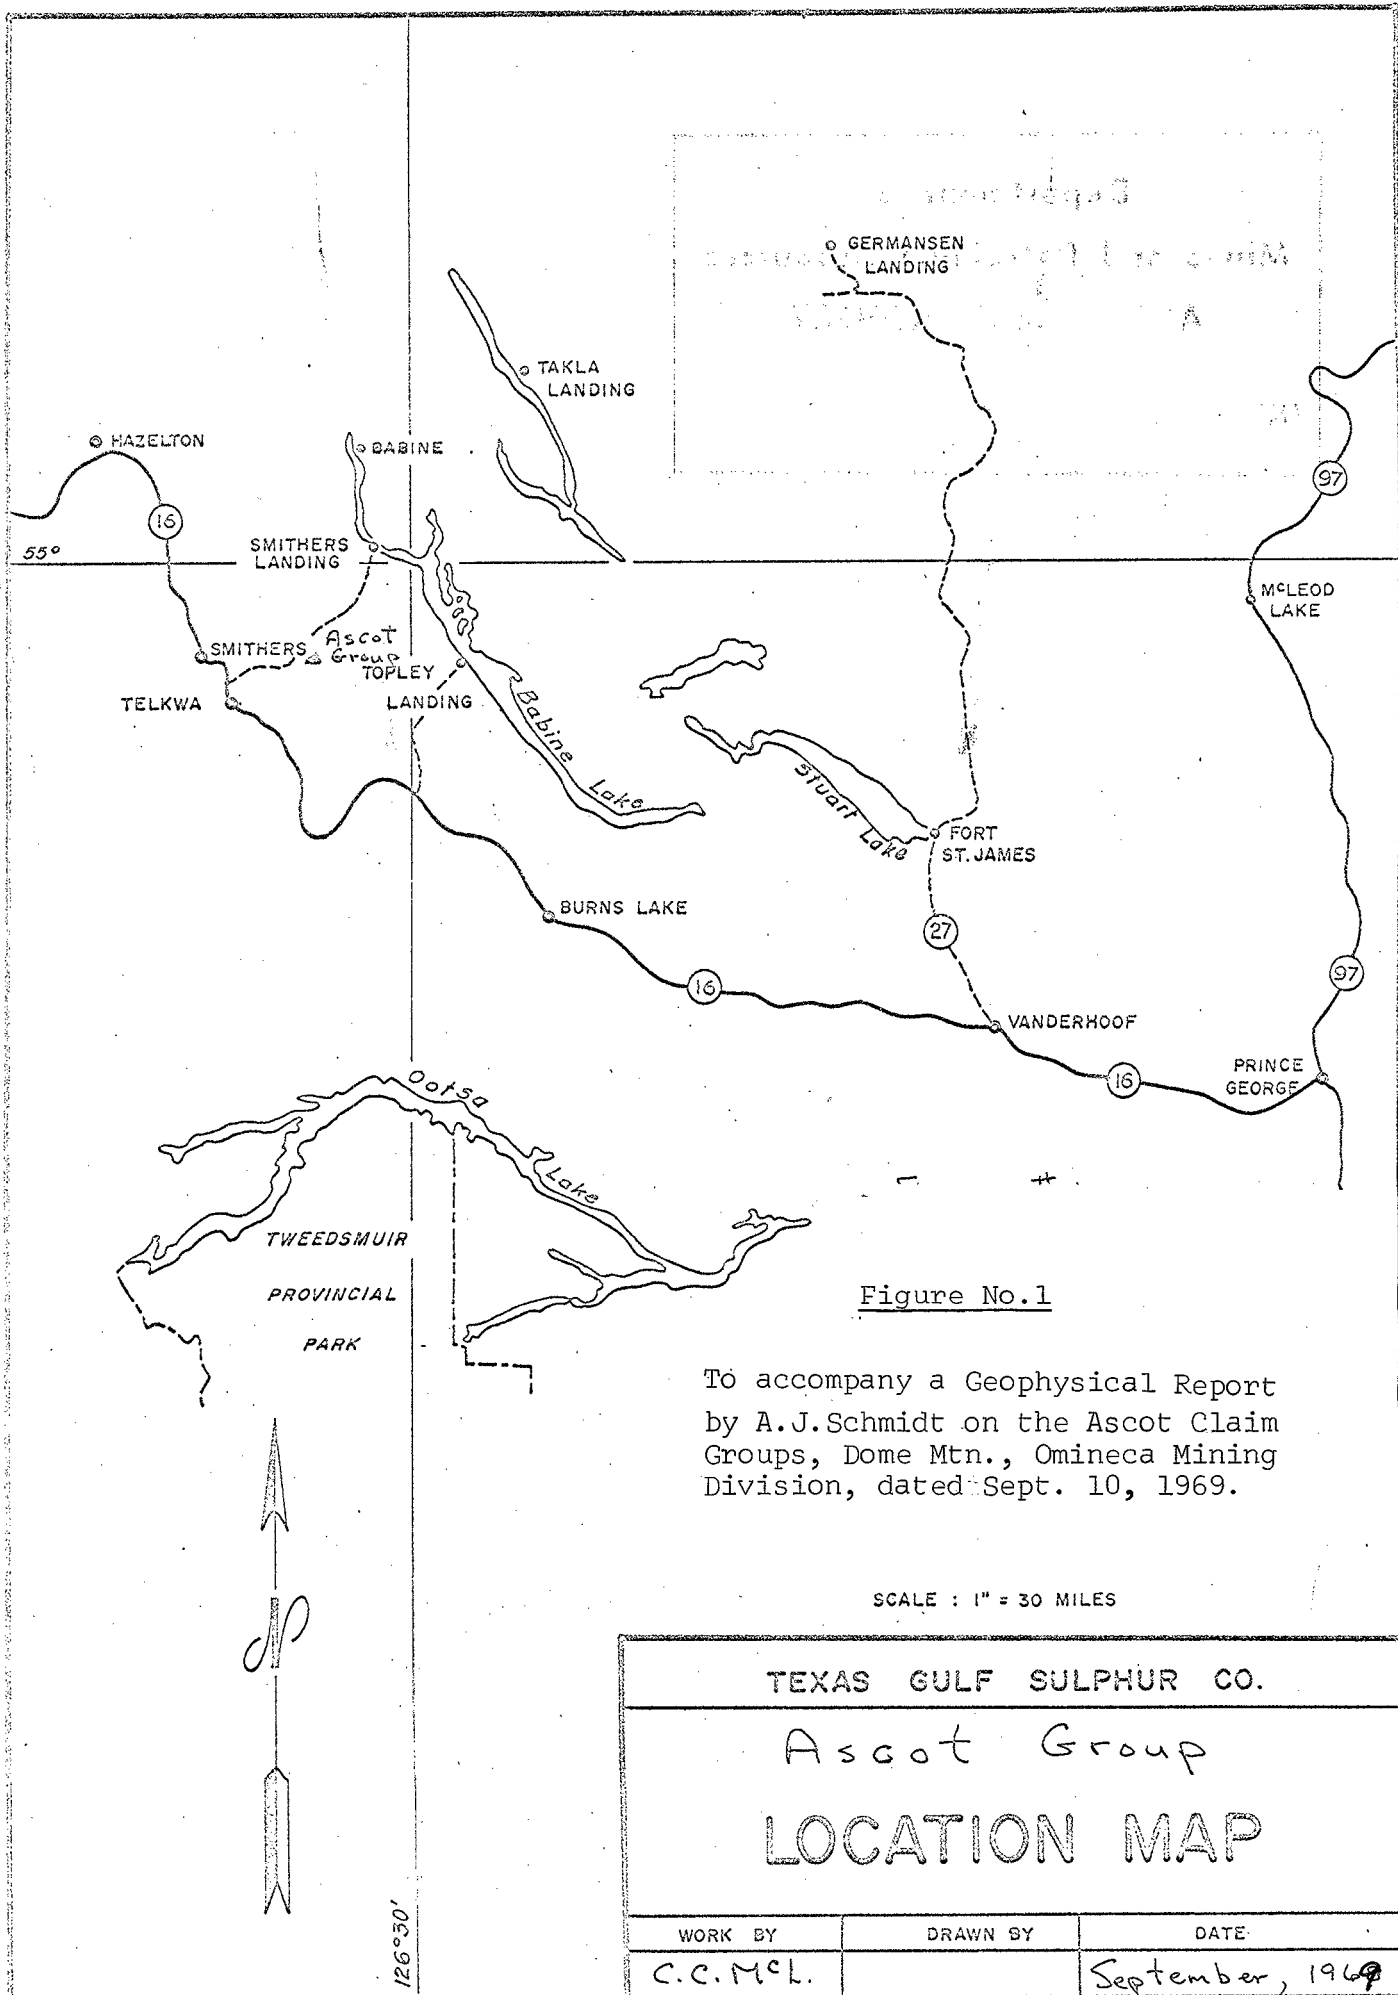 GERMANSEN
LANDING
TAKLA
LANDING
HAZELTON
BABINE
16
97
SMITHERS
LANDING
55°
McLEOD
LAKE
SMITHERS
Ascot
Group
TOPLEY
LANDING
TELKWA
Babine
Lake
Stuart
Lake
FORT
ST. JAMES
BURNS LAKE
27
16
97
VANDERHOOF
PRINCE
GEORGE
16
Ootsa
Lake
TWEEDSMUIR
PROVINCIAL
PARK
Figure No.1
To accompany a Geophysical Report
by A.J.Schmidt on the Ascot Claim
Groups, Dome Mtn., Omineca Mining
Division, dated Sept. 10, 1969.
SCALE : 1" = 30 MILES
N
TEXAS GULF SULPHUR CO.
Ascot Group
LOCATION MAP
126°30'
WORK BY DRAWN BY DATE
C.C. McL. September, 1969